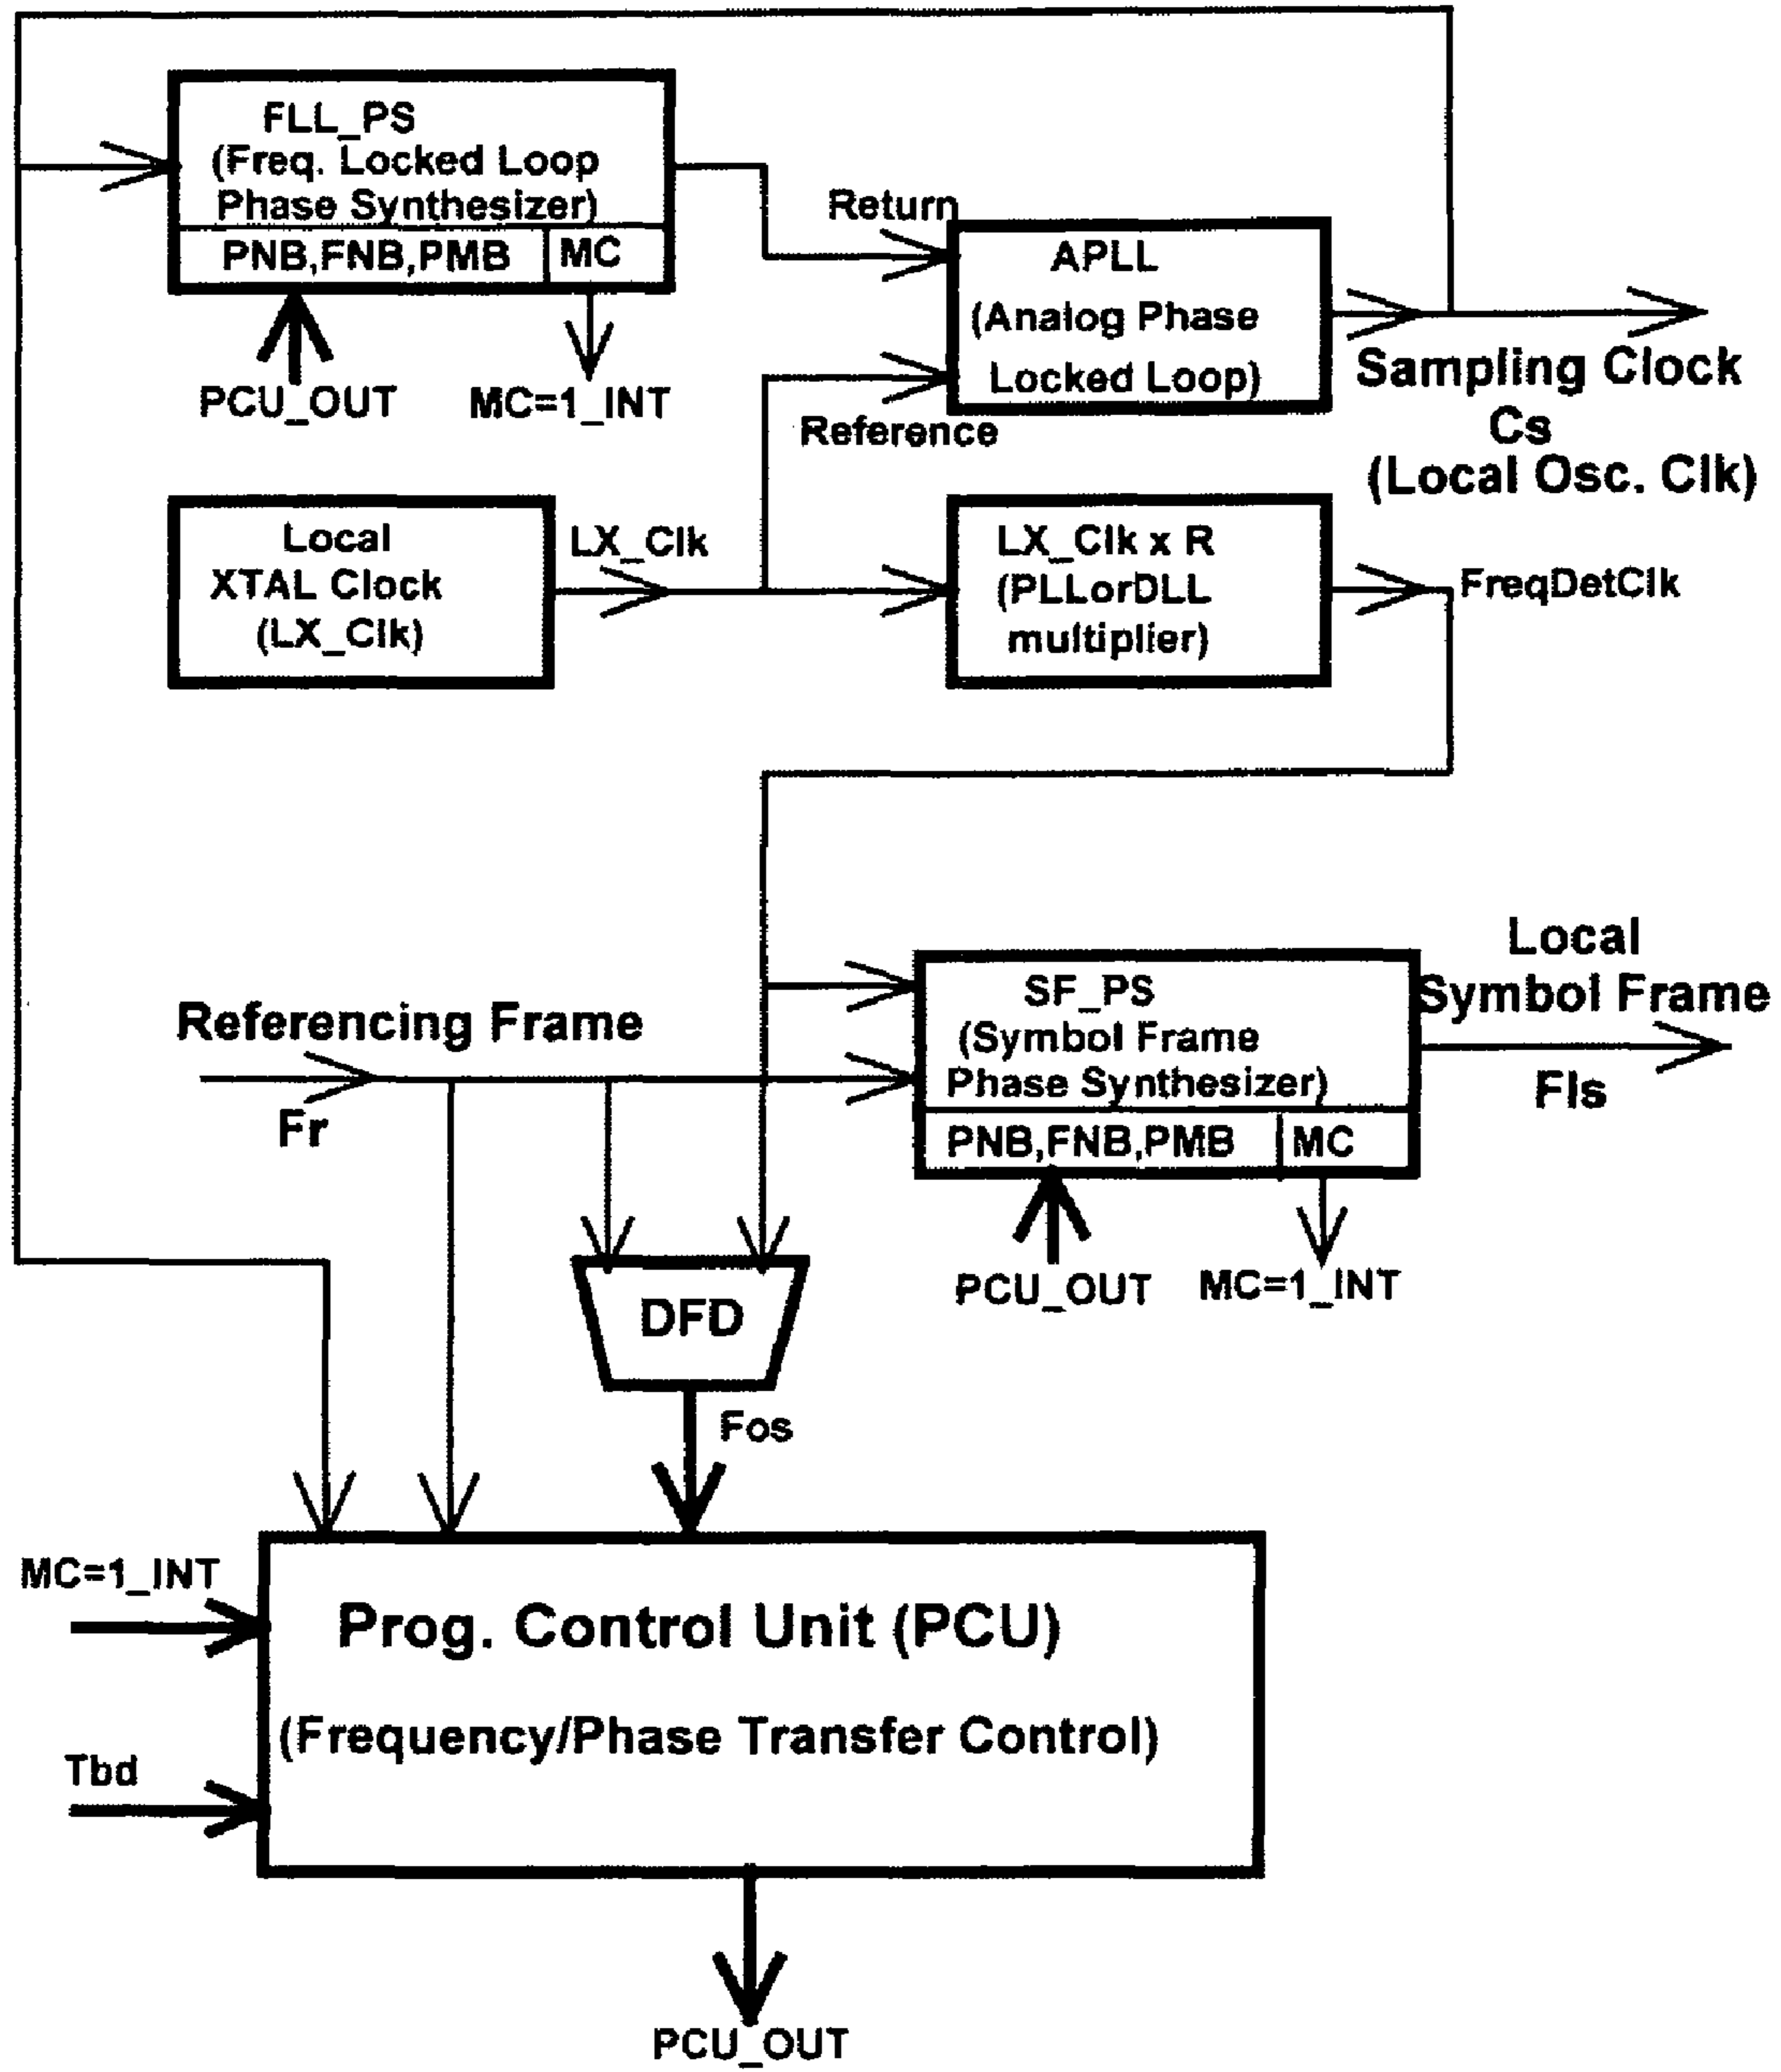 FLL_PS
(Freq. Locked Loop
Phase Synthesizer)
PNB,FNB,PMB
MC
PCU_OUT
MC=1_INT
Return
APLL
(Analog Phase
Locked Loop)
Reference
Sampling Clock
Cs
(Local Osc. Clk)
Local
XTAL Clock
(LX_Clk)
LX_Clk
LX_Clk x R
(PLLorDLL
multiplier)
FreqDetClk
Referencing Frame
Fr
SF_PS
(Symbol Frame
Phase Synthesizer)
PNB,FNB,PMB
MC
PCU_OUT
MC=1_INT
Local
Symbol Frame
Fls
DFD
Fos
MC=1_INT
Tbd
Prog. Control Unit (PCU)
(Frequency/Phase Transfer Control)
PCU_OUT